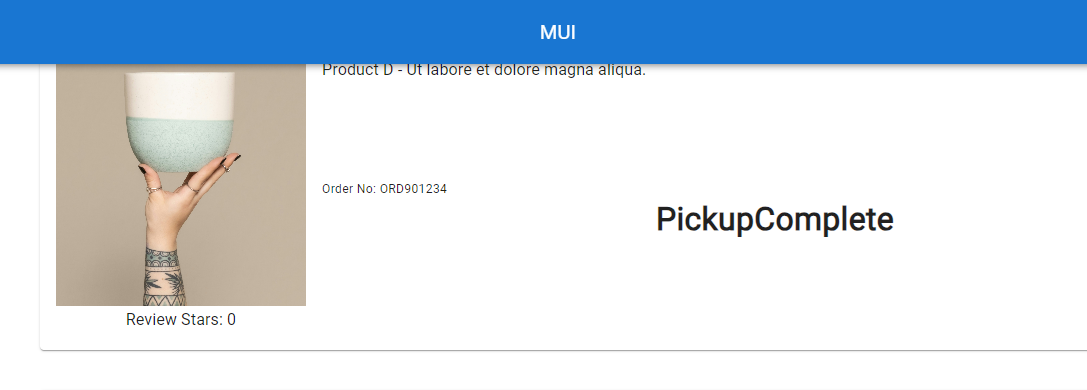 MUI
Product D - Ut labore et dolore magna aliqua.
Order No: ORD901234
PickupComplete
Review Stars: 0